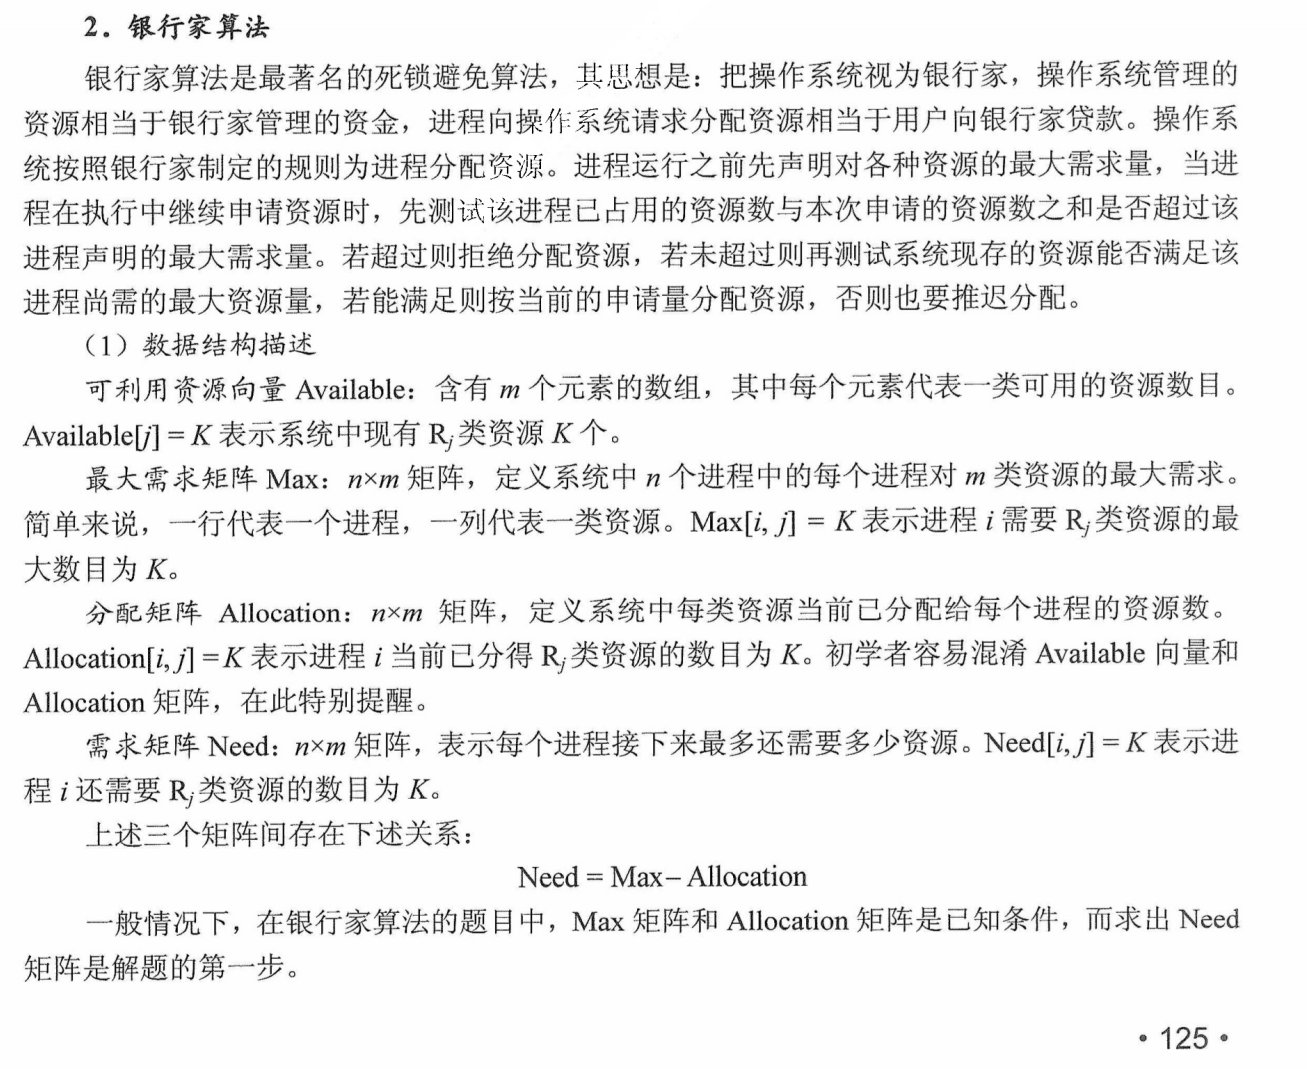 2. 银行家算法
银行家算法是最著名的死锁避免算法，其思想是：把操作系统视为银行家，操作系统管理的
资源相当于银行家管理的资金，进程向操作系统请求分配资源相当于用户向银行家贷款。操作系
统按照银行家制定的规则为进程分配资源。进程运行之前先声明对各种资源的最大需求量，当进
程在执行中继续申请资源时，先测试该进程已占用的资源数与本次申请的资源数之和是否超过该
进程声明的最大需求量。若超过则拒绝分配资源，若未超过则再测试系统现存的资源能否满足该
进程尚需的最大资源量，若能满足则按当前的申请量分配资源，否则也要推迟分配。
（1）数据结构描述
可利用资源向量 Available：含有 m 个元素的数组，其中每个元素代表一类可用的资源数目。
Available[j] = K 表示系统中现有 Rj 类资源 K 个。
最大需求矩阵 Max：n×m 矩阵，定义系统中 n 个进程中的每个进程对 m 类资源的最大需求。
简单来说，一行代表一个进程，一列代表一类资源。Max[i, j] = K 表示进程 i 需要 Rj 类资源的最
大数目为 K。
分配矩阵 Allocation：n×m 矩阵，定义系统中每类资源当前已分配给每个进程的资源数。
Allocation[i, j] = K 表示进程 i 当前已分得 Rj 类资源的数目为 K。初学者容易混淆 Available 向量和
Allocation 矩阵，在此特别提醒。
需求矩阵 Need：n×m 矩阵，表示每个进程接下来最多还需要多少资源。Need[i, j] = K 表示进
程 i 还需要 Rj 类资源的数目为 K。
上述三个矩阵间存在下述关系：
Need = Max− Allocation
一般情况下，在银行家算法的题目中，Max 矩阵和 Allocation 矩阵是已知条件，而求出 Need
矩阵是解题的第一步。
• 125 •